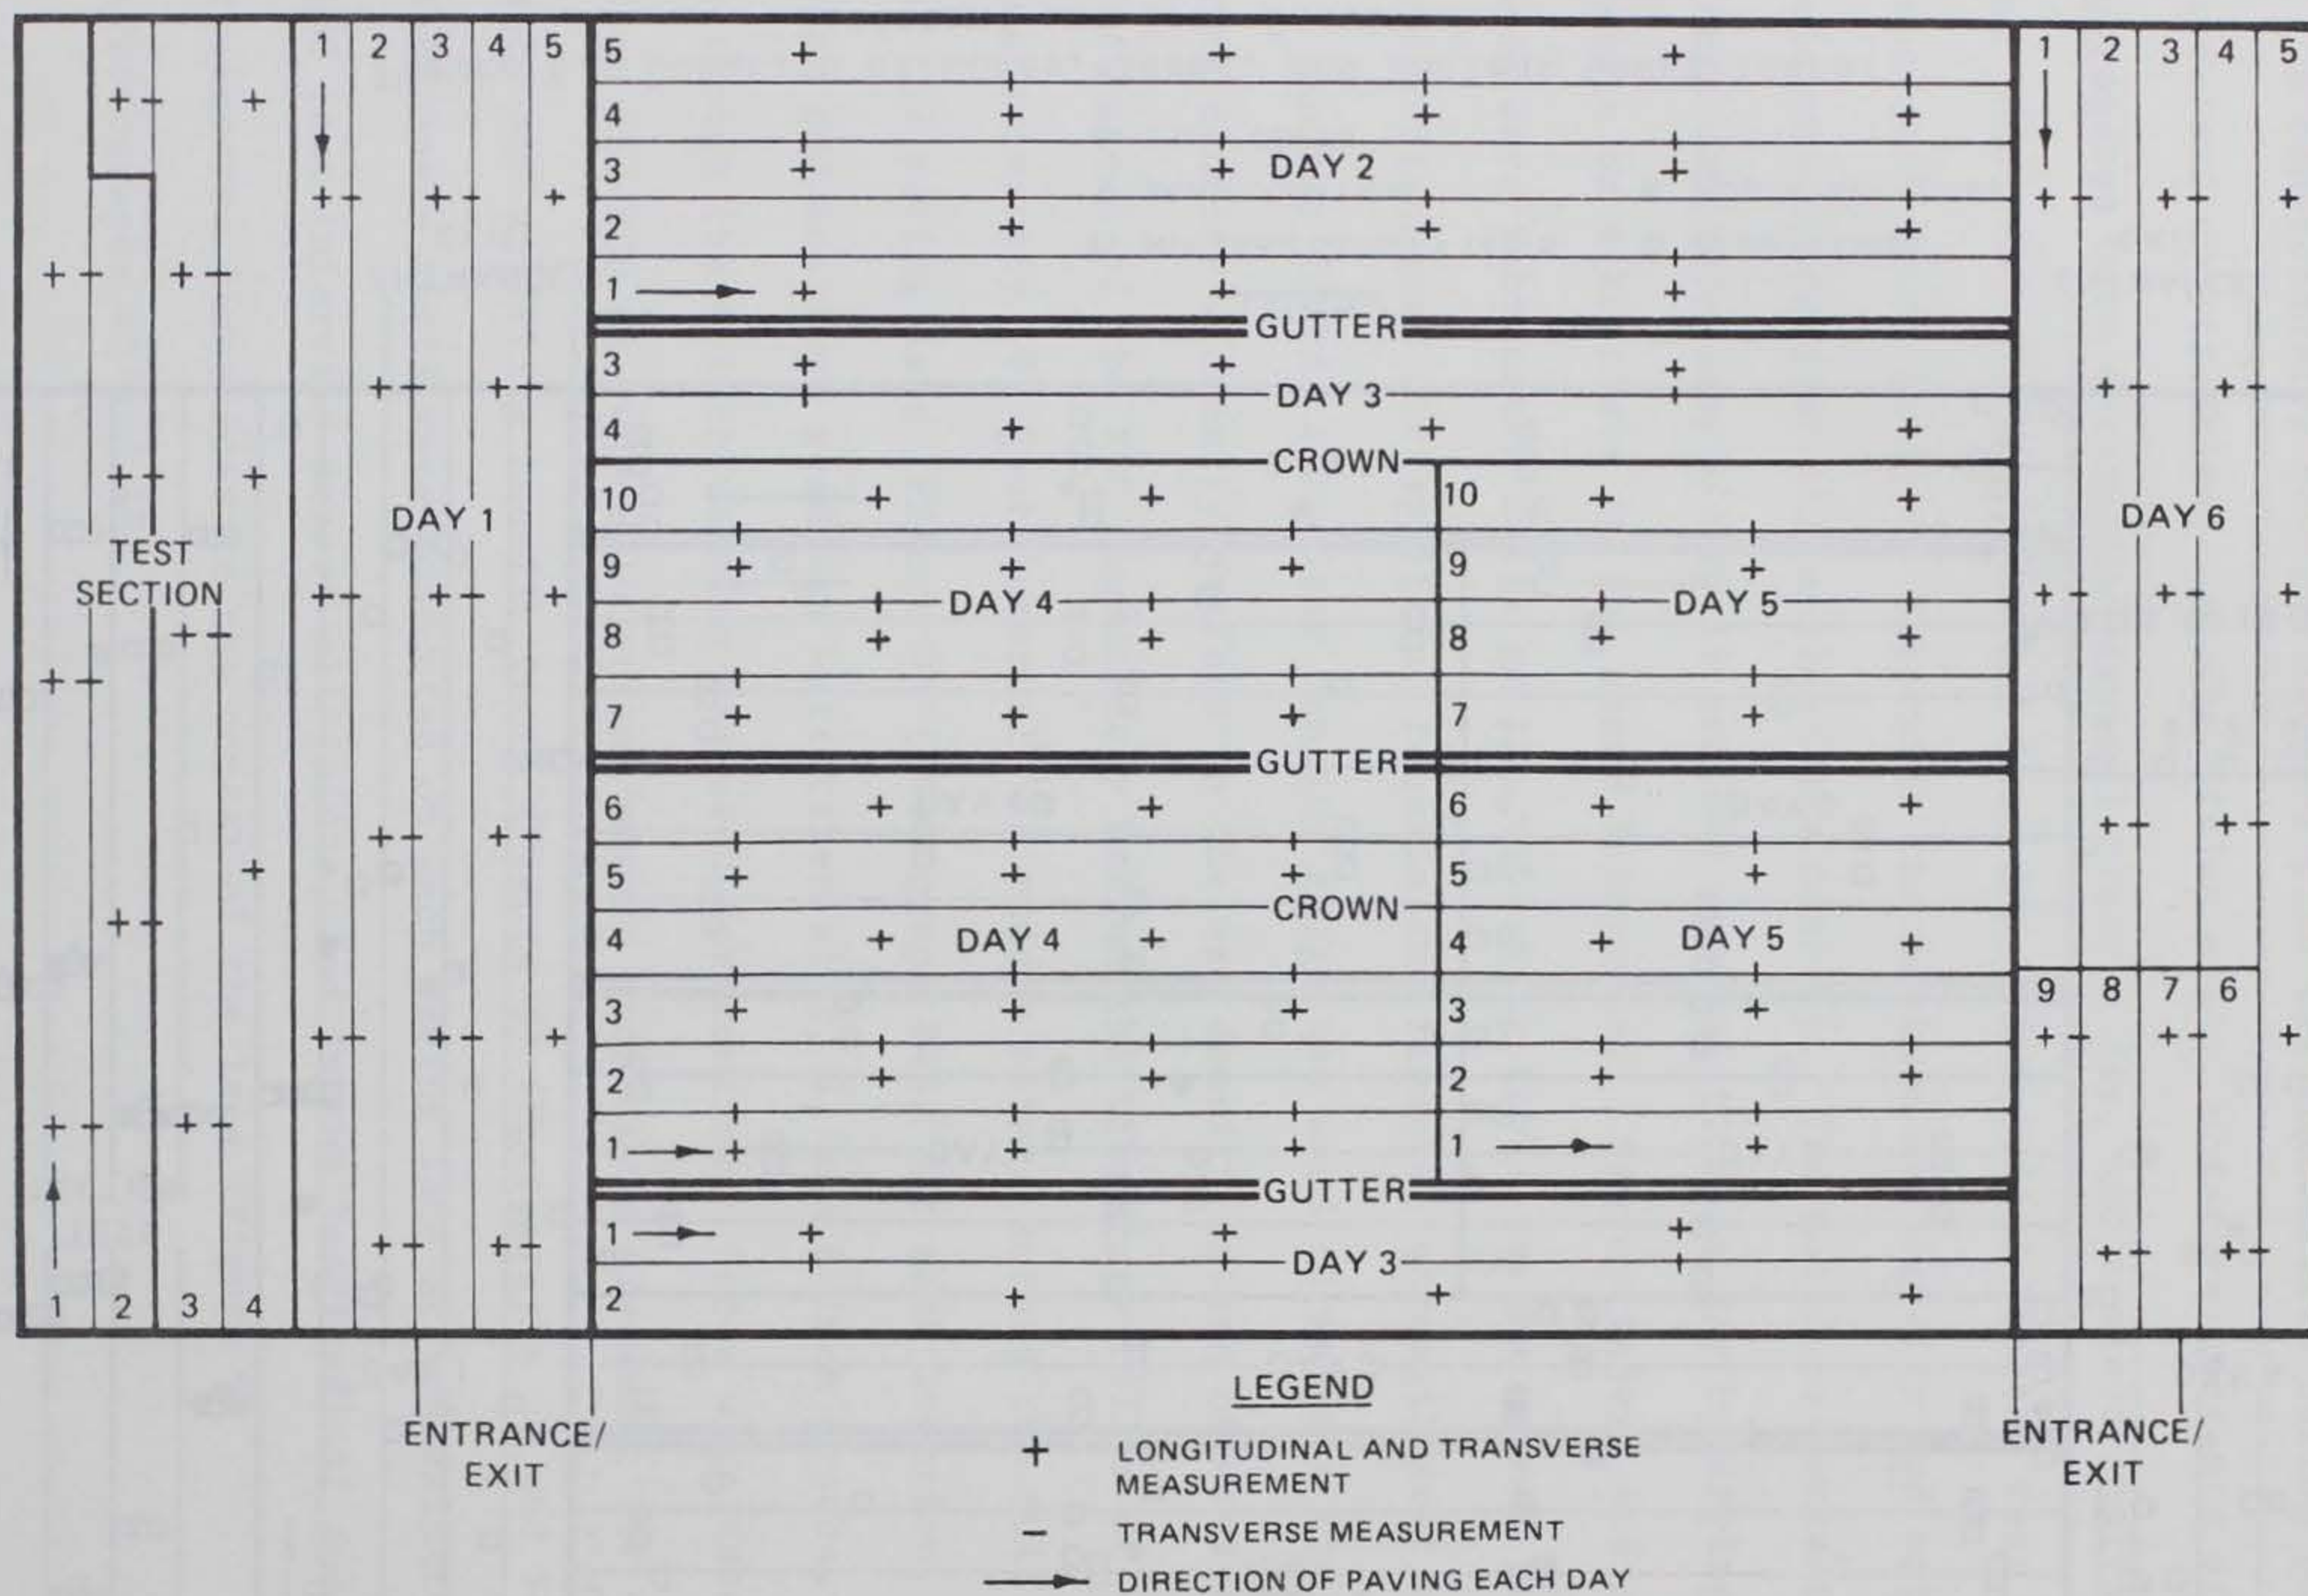 1 2 3 4 5
5
4
3 DAY 2
2
1
GUTTER
3
DAY 3
4
CROWN
10 10
9 9
DAY 4 DAY 5
8 8
7 7
GUTTER
6 6
5 5
CROWN
4 DAY 4 4 DAY 5
3 3
2 2
1 1
GUTTER
1
DAY 3
2
TEST
SECTION
1 2 3 4
DAY 1
1 2 3 4 5
DAY 6
9 8 7 6
ENTRANCE/
EXIT
ENTRANCE/
EXIT
LEGEND
+ LONGITUDINAL AND TRANSVERSE
MEASUREMENT
– TRANSVERSE MEASUREMENT
DIRECTION OF PAVING EACH DAY